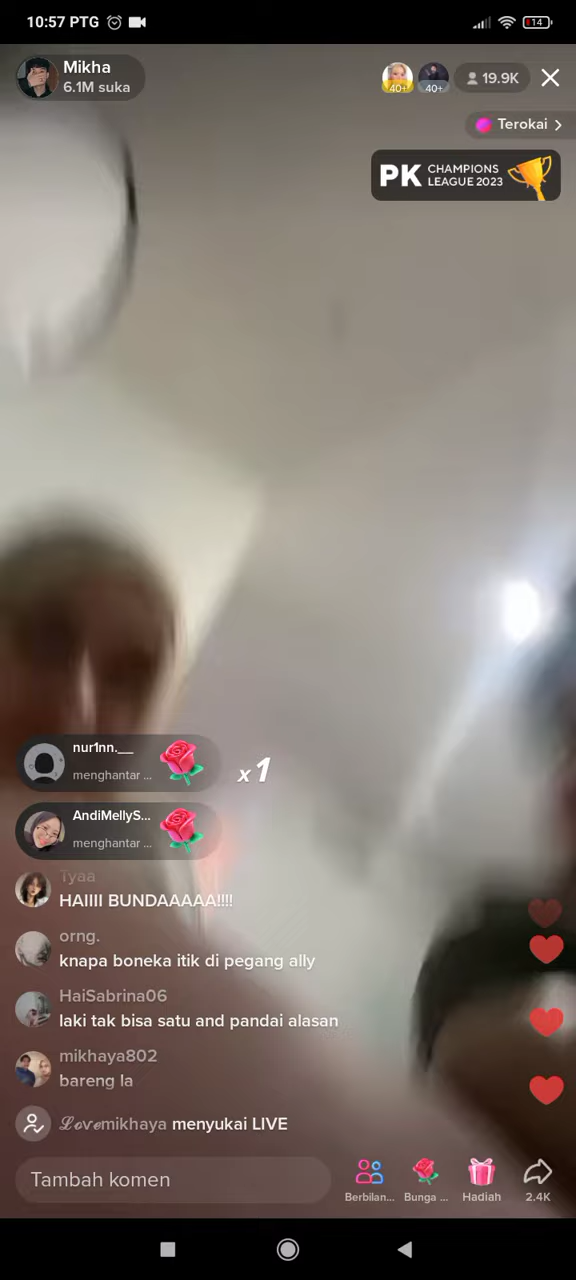 10:57 PTG
14
Mikha
6.1M suka
40+
40+
19.9K
Terokai
PK CHAMPIONS
LEAGUE 2023
nur1nn.__
menghantar ...
x1
AndiMellyS...
menghantar ...
Tyaa
HAIIII BUNDAAAAA!!!!
orng.
knapa boneka itik di pegang ally
HaiSabrina06
laki tak bisa satu and pandai alasan
mikhaya802
bareng la
𝓛𝓸𝓿𝓮mikhaya menyukai LIVE
Tambah komen
Berbilan...
Bunga ...
Hadiah
2.4K